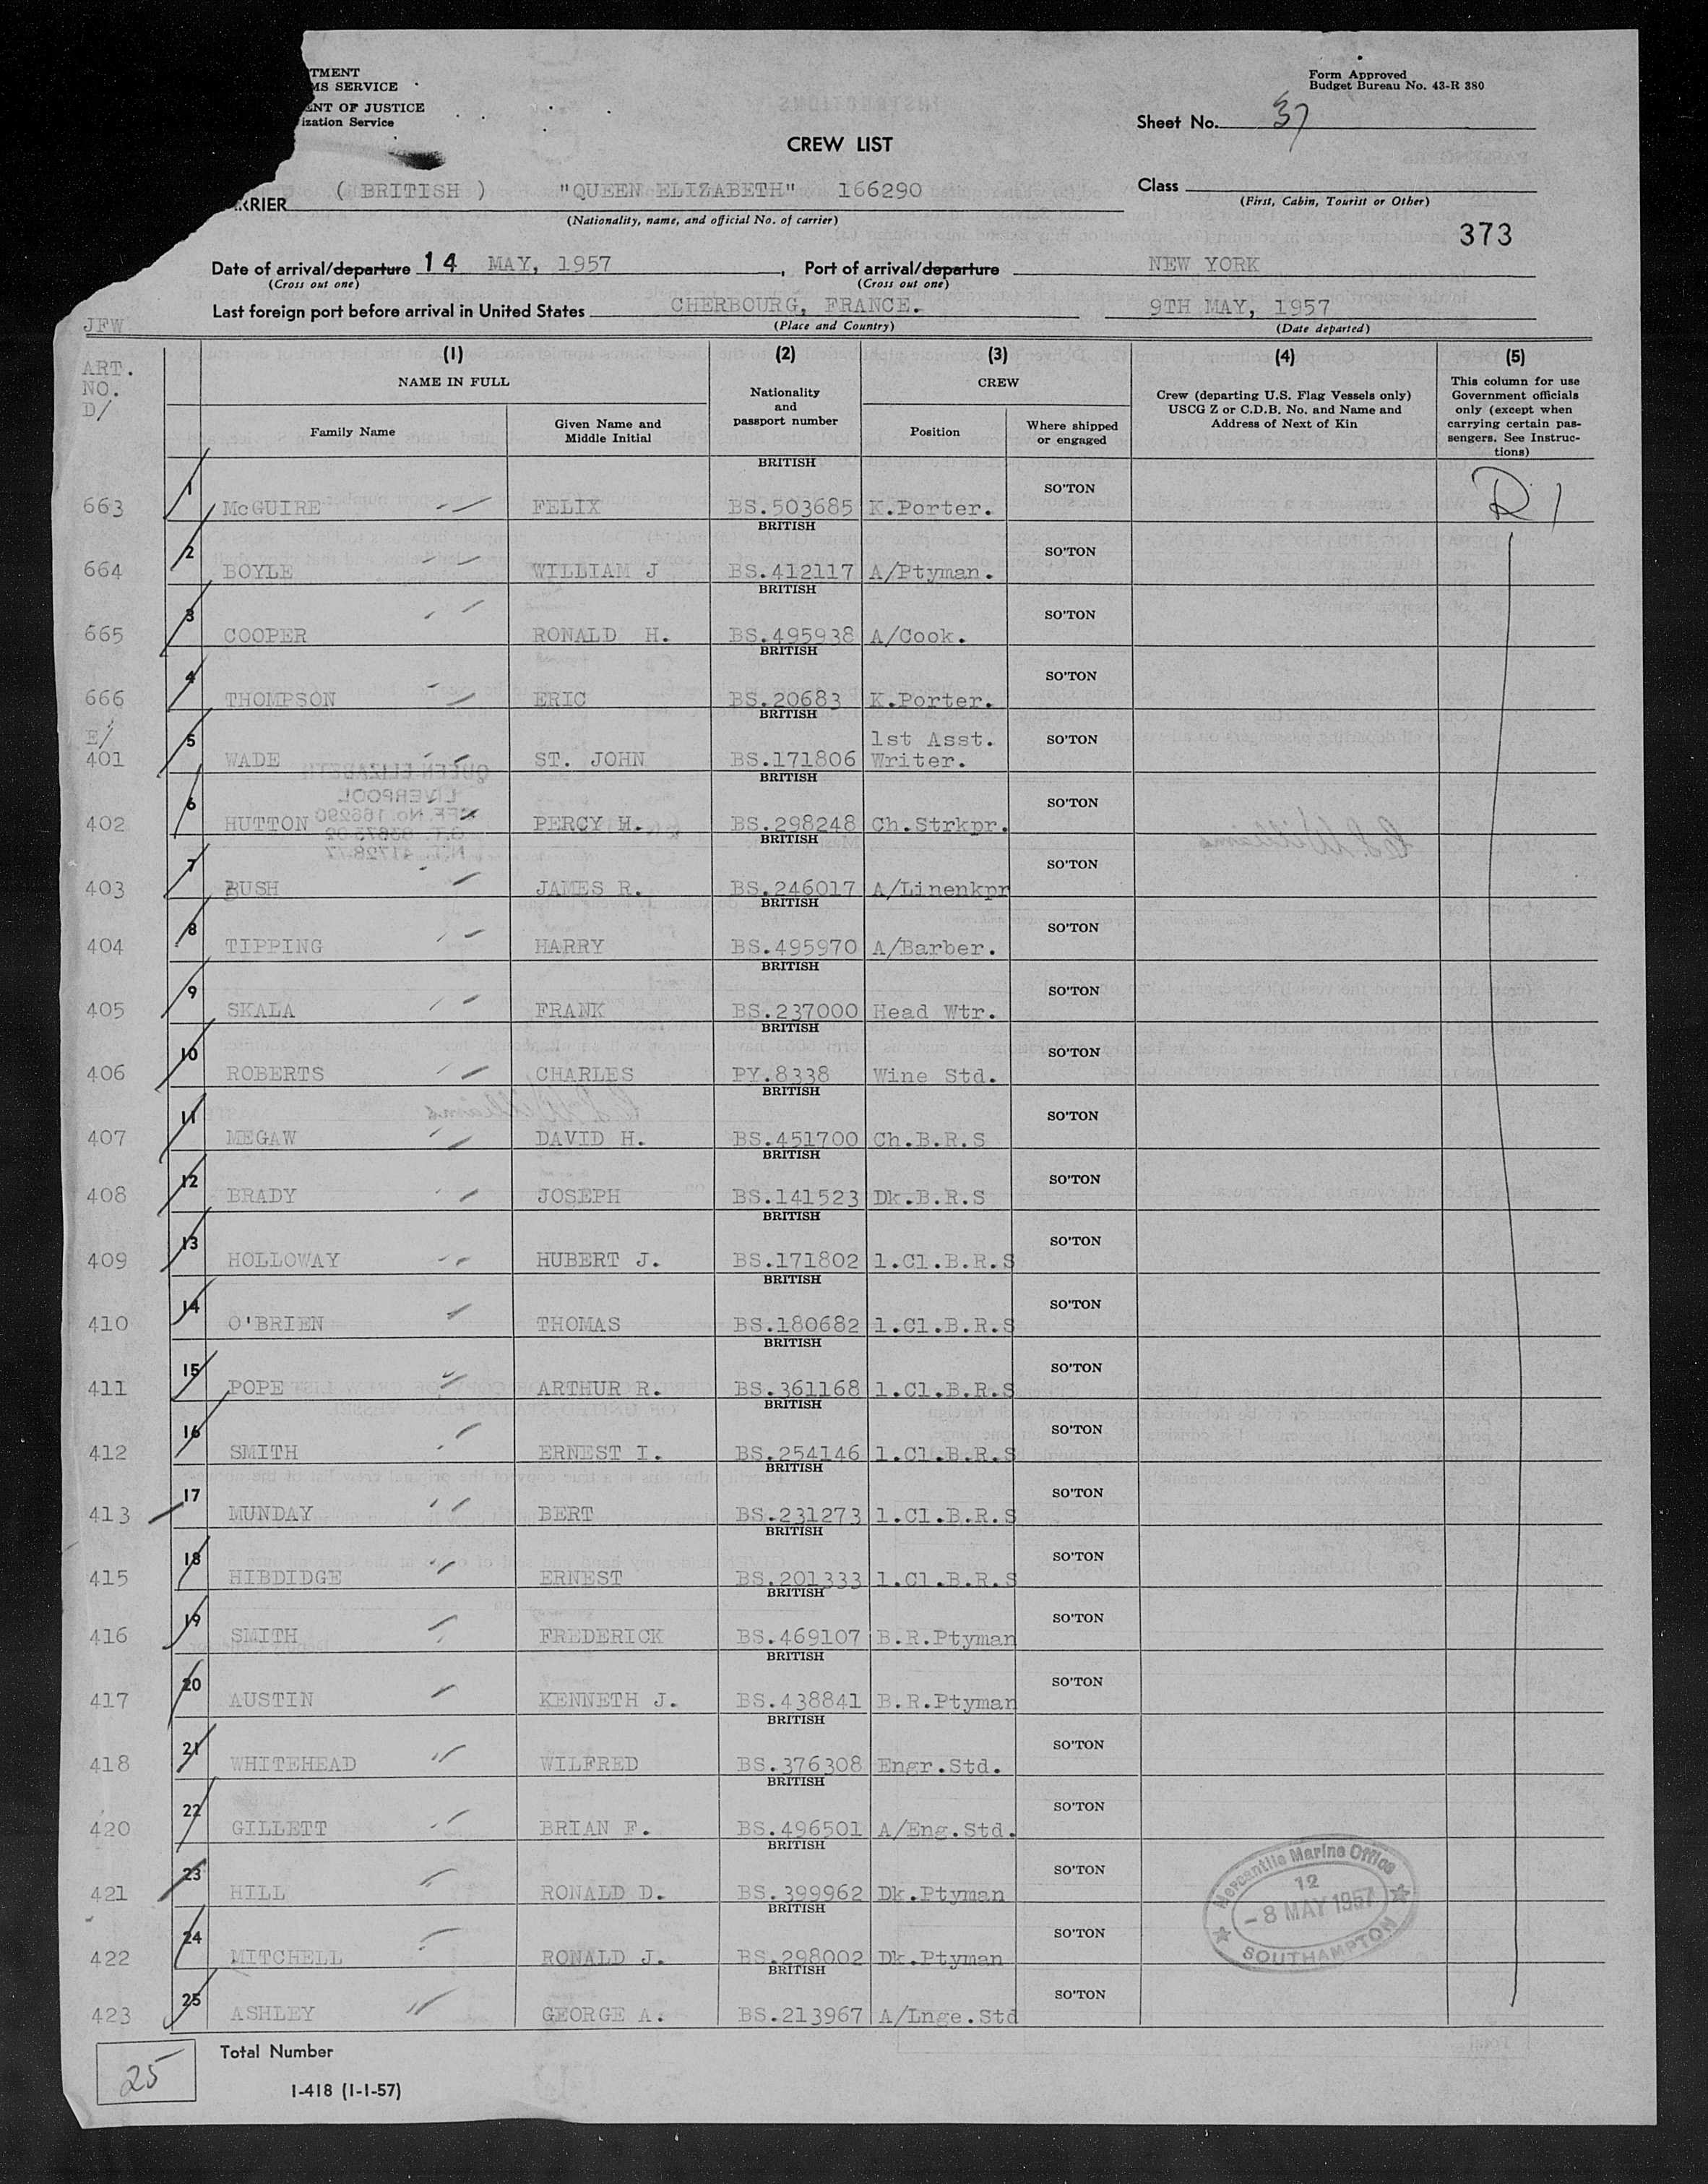 TMENT
MS SERVICE
ENT OF JUSTICE
ization Service
Form Approved
Budget Bureau No. 43-R 380
Sheet No. 37
CREW LIST
RRIER ( BRITISH ) "QUEEN ELIZABETH" 166290
(Nationality, name, and official No. of carrier)
Class
(First, Cabin, Tourist or Other)
373
Date of arrival/departure 14 MAY, 1957, Port of arrival/departure NEW YORK
(Cross out one) (Cross out one)
Last foreign port before arrival in United States CHERBOURG, FRANCE. 9TH MAY, 1957
(Place and Country) (Date departed)
JFW
ART.
NO.
D/
(1) (2) (3) (4) (5)
NAME IN FULL
Family Name
Given Name and
Middle Initial
Nationality
and
passport number
CREW
Position
Where shipped
or engaged
Crew (departing U.S. Flag Vessels only)
USCG Z or C.D.B. No. and Name and
Address of Next of Kin
This column for use
Government officials
only (except when
carrying certain pas-
sengers. See Instruc-
tions)
BRITISH
663 1 McGUIRE FELIX BS.503685 K.Porter. SO'TON R 1
BRITISH
664 2 BOYLE WILLIAM J BS.412117 A/Ptyman. SO'TON
BRITISH
665 3 COOPER RONALD H. BS.495938 A/Cook. SO'TON
BRITISH
666 4 THOMPSON ERIC BS.20683 K.Porter. SO'TON
BRITISH
E/ 1st Asst.
401 5 WADE ST. JOHN BS.171806 Writer. SO'TON
BRITISH
402 6 HUTTON PERCY H. BS.298248 Ch.Strkpr. SO'TON
BRITISH
403 7 BUSH JAMES R. BS.246017 A/Linenkpr SO'TON
BRITISH
404 8 TIPPING HARRY BS.495970 A/Barber. SO'TON
BRITISH
405 9 SKALA FRANK BS.237000 Head Wtr. SO'TON
BRITISH
406 10 ROBERTS CHARLES PY.8338 Wine Std. SO'TON
BRITISH
407 11 MEGAW DAVID H. BS.451700 Ch.B.R.S SO'TON
BRITISH
408 12 BRADY JOSEPH BS.141523 Dk.B.R.S SO'TON
BRITISH
409 13 HOLLOWAY HUBERT J. BS.171802 1.Cl.B.R.S SO'TON
BRITISH
410 14 O'BRIEN THOMAS BS.180682 1.Cl.B.R.S SO'TON
BRITISH
411 15 POPE ARTHUR R. BS.361168 1.Cl.B.R.S SO'TON
BRITISH
412 16 SMITH ERNEST I. BS.254146 1.Cl.B.R.S SO'TON
BRITISH
413 17 MUNDAY BERT BS.231273 1.Cl.B.R.S SO'TON
BRITISH
415 18 HIBDIDGE ERNEST BS.201333 1.Cl.B.R.S SO'TON
BRITISH
416 19 SMITH FREDERICK BS.469107 B.R.Ptyman SO'TON
BRITISH
417 20 AUSTIN KENNETH J. BS.438841 B.R.Ptyman SO'TON
BRITISH
418 21 WHITEHEAD WILFRED BS.376308 Engr.Std. SO'TON
BRITISH
420 22 GILLETT BRIAN F. BS.496501 A/Eng.Std. SO'TON
BRITISH
421 23 HILL RONALD D. BS.399962 Dk.Ptyman SO'TON
BRITISH
422 24 MITCHELL RONALD J. BS.298002 Dk.Ptyman SO'TON
BRITISH
423 25 ASHLEY GEORGE A. BS.213967 A/Lnge.Std SO'TON
Mercantile Marine Office
12
- 8 MAY 1957
SOUTHAMPTON
25 Total Number
I-418 (1-1-57)